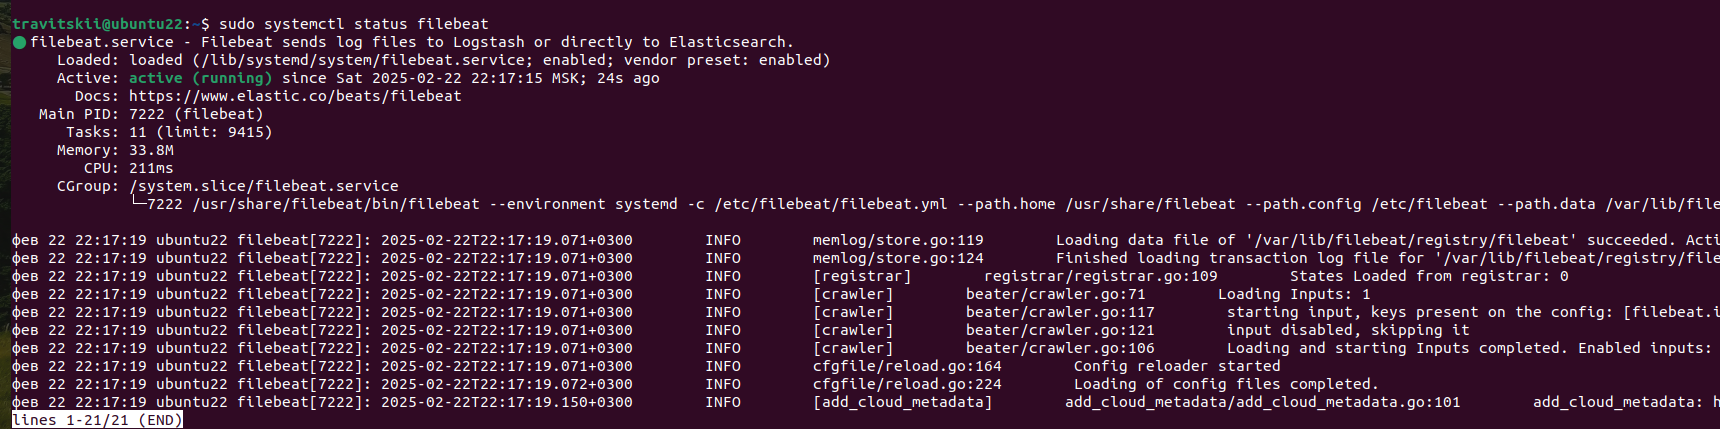 travitskii@ubuntu22:~$ sudo systemctl status filebeat
● filebeat.service - Filebeat sends log files to Logstash or directly to Elasticsearch.
Loaded: loaded (/lib/systemd/system/filebeat.service; enabled; vendor preset: enabled)
Active: active (running) since Sat 2025-02-22 22:17:15 MSK; 24s ago
Docs: https://www.elastic.co/beats/filebeat
Main PID: 7222 (filebeat)
Tasks: 11 (limit: 9415)
Memory: 33.8M
CPU: 211ms
CGroup: /system.slice/filebeat.service
└─7222 /usr/share/filebeat/bin/filebeat --environment systemd -c /etc/filebeat/filebeat.yml --path.home /usr/share/filebeat --path.config /etc/filebeat --path.data /var/lib/file
фев 22 22:17:19 ubuntu22 filebeat[7222]: 2025-02-22T22:17:19.071+0300 INFO memlog/store.go:119 Loading data file of '/var/lib/filebeat/registry/filebeat' succeeded. Acti
фев 22 22:17:19 ubuntu22 filebeat[7222]: 2025-02-22T22:17:19.071+0300 INFO memlog/store.go:124 Finished loading transaction log file for '/var/lib/filebeat/registry/file
фев 22 22:17:19 ubuntu22 filebeat[7222]: 2025-02-22T22:17:19.071+0300 INFO [registrar] registrar/registrar.go:109 States Loaded from registrar: 0
фев 22 22:17:19 ubuntu22 filebeat[7222]: 2025-02-22T22:17:19.071+0300 INFO [crawler] beater/crawler.go:71 Loading Inputs: 1
фев 22 22:17:19 ubuntu22 filebeat[7222]: 2025-02-22T22:17:19.071+0300 INFO [crawler] beater/crawler.go:117 starting input, keys present on the config: [filebeat.i
фев 22 22:17:19 ubuntu22 filebeat[7222]: 2025-02-22T22:17:19.071+0300 INFO [crawler] beater/crawler.go:121 input disabled, skipping it
фев 22 22:17:19 ubuntu22 filebeat[7222]: 2025-02-22T22:17:19.071+0300 INFO [crawler] beater/crawler.go:106 Loading and starting Inputs completed. Enabled inputs:
фев 22 22:17:19 ubuntu22 filebeat[7222]: 2025-02-22T22:17:19.071+0300 INFO cfgfile/reload.go:164 Config reloader started
фев 22 22:17:19 ubuntu22 filebeat[7222]: 2025-02-22T22:17:19.072+0300 INFO cfgfile/reload.go:224 Loading of config files completed.
фев 22 22:17:19 ubuntu22 filebeat[7222]: 2025-02-22T22:17:19.150+0300 INFO [add_cloud_metadata] add_cloud_metadata/add_cloud_metadata.go:101 add_cloud_metadata: h
lines 1-21/21 (END)